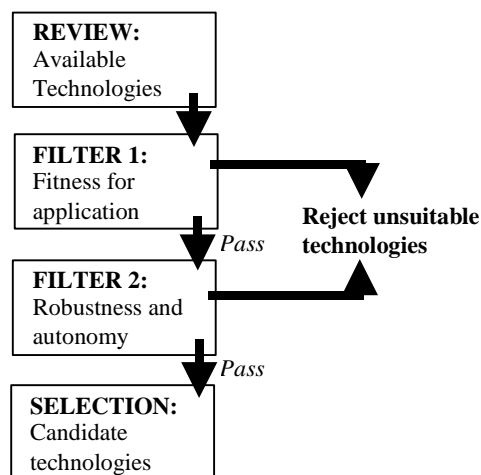 REVIEW:
Available
Technologies
FILTER 1:
Fitness for
application
Reject unsuitable
technologies
Pass
FILTER 2:
Robustness and
autonomy
Pass
SELECTION:
Candidate
technologies